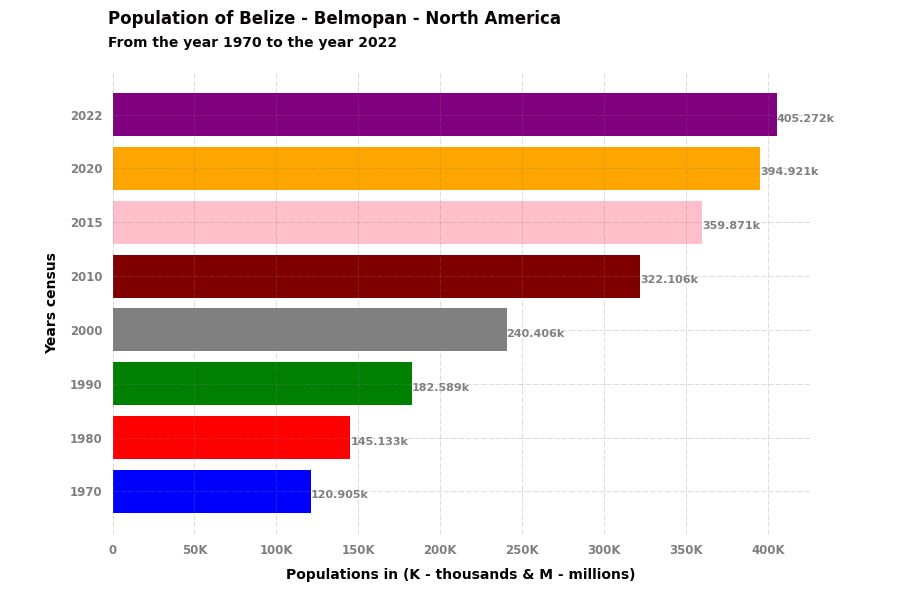 Population of Belize - Belmopan - North America
From the year 1970 to the year 2022
2022
405.272k
2020
394.921k
2015
359.871k
2010
322.106k
2000
240.406k
1990
182.589k
1980
145.133k
1970
120.905k
Years census
0 50K 100K 150K 200K 250K 300K 350K 400K
Populations in (K - thousands & M - millions)